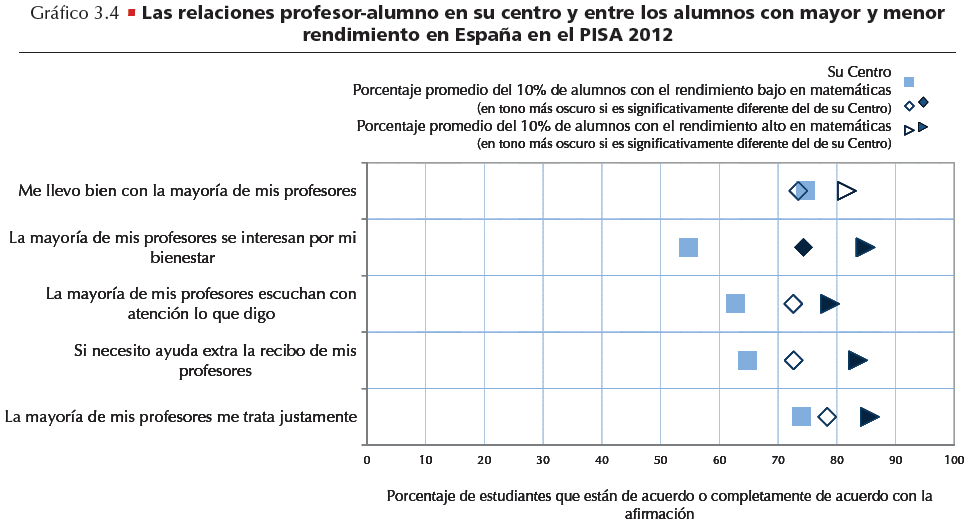 Gráfico 3.4 ▪ Las relaciones profesor-alumno en su centro y entre los alumnos con mayor y menor
rendimiento en España en el PISA 2012
Su Centro
Porcentaje promedio del 10% de alumnos con el rendimiento bajo en matemáticas
(en tono más oscuro si es significativamente diferente del de su Centro)
Porcentaje promedio del 10% de alumnos con el rendimiento alto en matemáticas
(en tono más oscuro si es significativamente diferente del de su Centro)
Me llevo bien con la mayoría de mis profesores
La mayoría de mis profesores se interesan por mi
bienestar
La mayoría de mis profesores escuchan con
atención lo que digo
Si necesito ayuda extra la recibo de mis
profesores
La mayoría de mis profesores me trata justamente
0 10 20 30 40 50 60 70 80 90 100
Porcentaje de estudiantes que están de acuerdo o completamente de acuerdo con la
afirmación